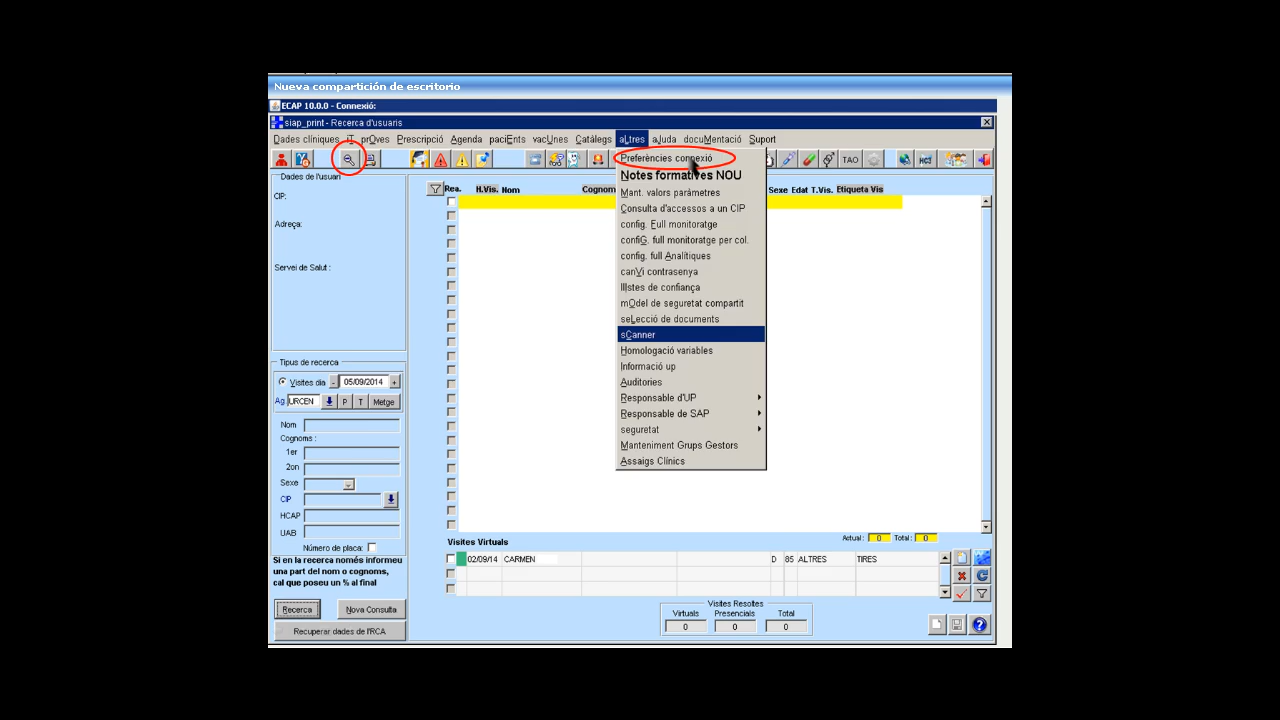 Nueva compartición de escritorio
ECAP 10.0.0 - Connexió:
siap_print - Recerca d'usuaris
Dades clíniques iT prOves Prescripció Agenda paciEnts vacUnes Catàlegs aLtres aJuda docuMentació Suport
TAO
HC3
Preferències connexió
Notes formatives NOU
Mant. valors paràmetres
Consulta d'accessos a un CIP
config. Full monitoratge
confiG. full monitoratge per col.
config. full Analítiques
canVi contrasenya
llIstes de confiança
mOdel de seguretat compartit
seLecció de documents
sCanner
Homologació variables
Informació up
Auditories
Responsable d'UP
Responsable de SAP
seguretat
Manteniment Grups Gestors
Assaigs Clínics
Rea. H.Vis. Nom Cognom Sexe Edat T.Vis. Etiqueta Vis
Dades de l'usuari
CIP:
Adreça:
Servei de Salut :
Tipus de recerca
Visites dia - 05/09/2014 +
Ag. URCEN P T Metge
Nom
Cognoms :
1er
2on
Sexe
CIP
HCAP
UAB
Número de placa:
Si en la recerca només informeu
una part del nom o cognoms,
cal que poseu un % al final
Recerca Nova Consulta
Recuperar dades de l'RCA
Actual : 0 Total : 0
Visites Virtuals
02/09/14 CARMEN D 85 ALTRES TIRES
Visites Resoltes
Virtuals Presencials Total
0 0 0